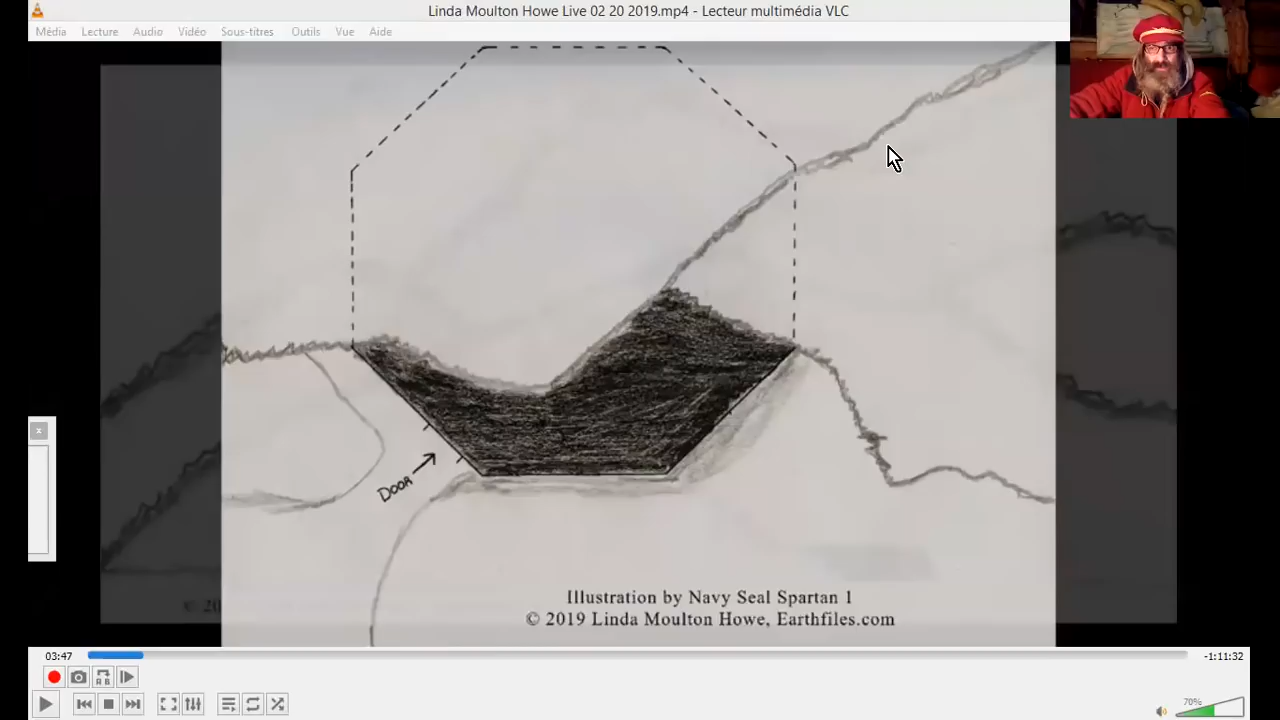 Linda Moulton Howe Live 02 20 2019.mp4 - Lecteur multimédia VLC
Média Lecture Audio Vidéo Sous-titres Outils Vue Aide
DOOR
Illustration by Navy Seal Spartan 1
© 2019 Linda Moulton Howe, Earthfiles.com
© 20
03:47 -1:11:32
70%